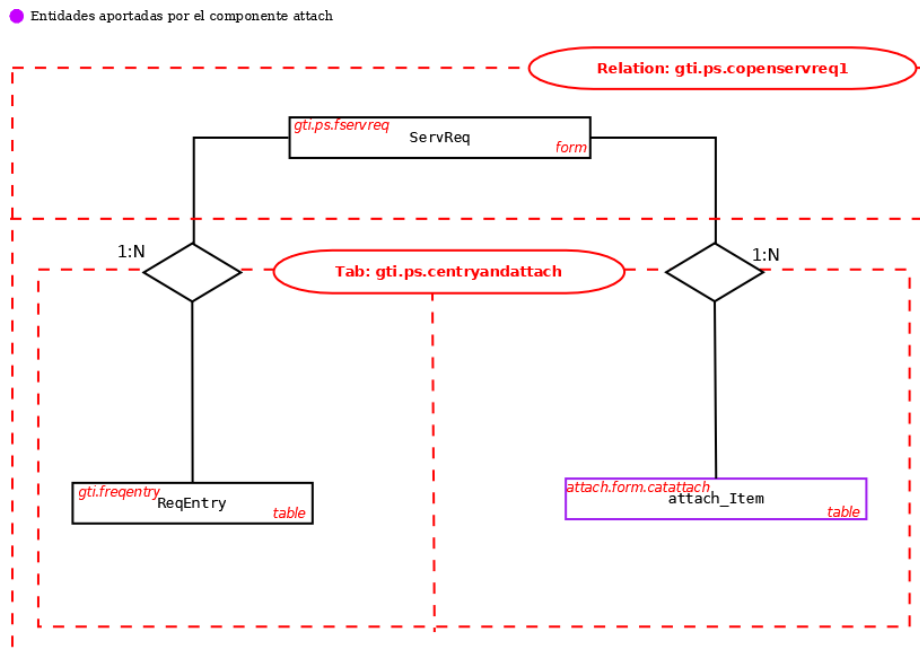 Entidades aportadas por el componente attach
Relation: gti.ps.copenservreq1
gti.ps.fservreq
ServReq
form
1:N
1:N
Tab: gti.ps.centryandattach
gti.freqentry
ReqEntry
table
attach.form.catattach
attach_Item
table